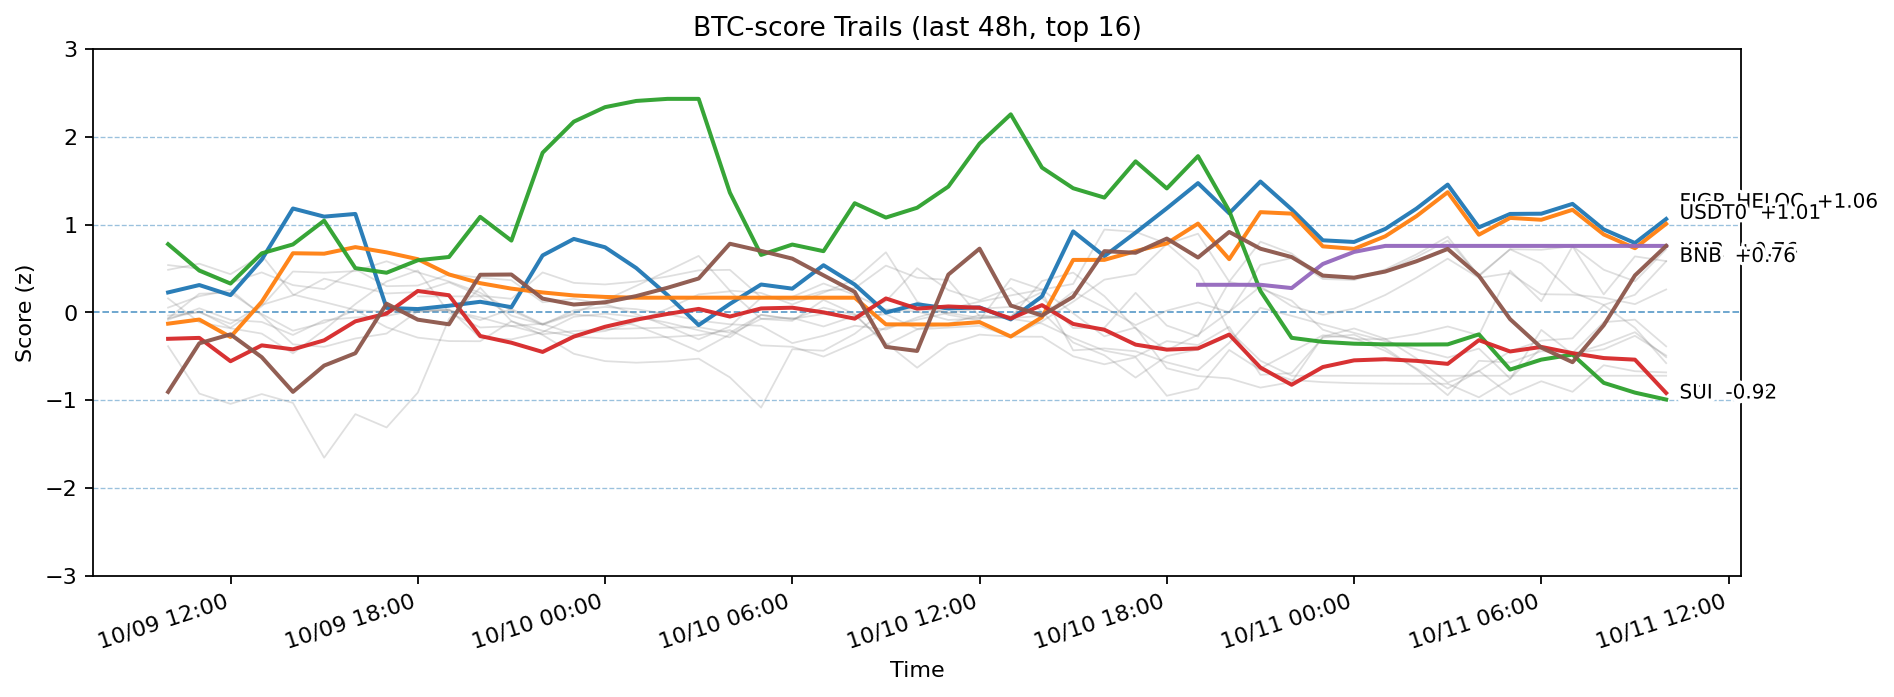 BTC-score Trails (last 48h, top 16)
3
2
1
0
−1
−2
−3
Score (z)
+1.06
USDT0 +1.01
BNB +0.76
SUI -0.92
10/09 12:00
10/09 18:00
10/10 00:00
10/10 06:00
10/10 12:00
10/10 18:00
10/11 00:00
10/11 06:00
10/11 12:00
Time